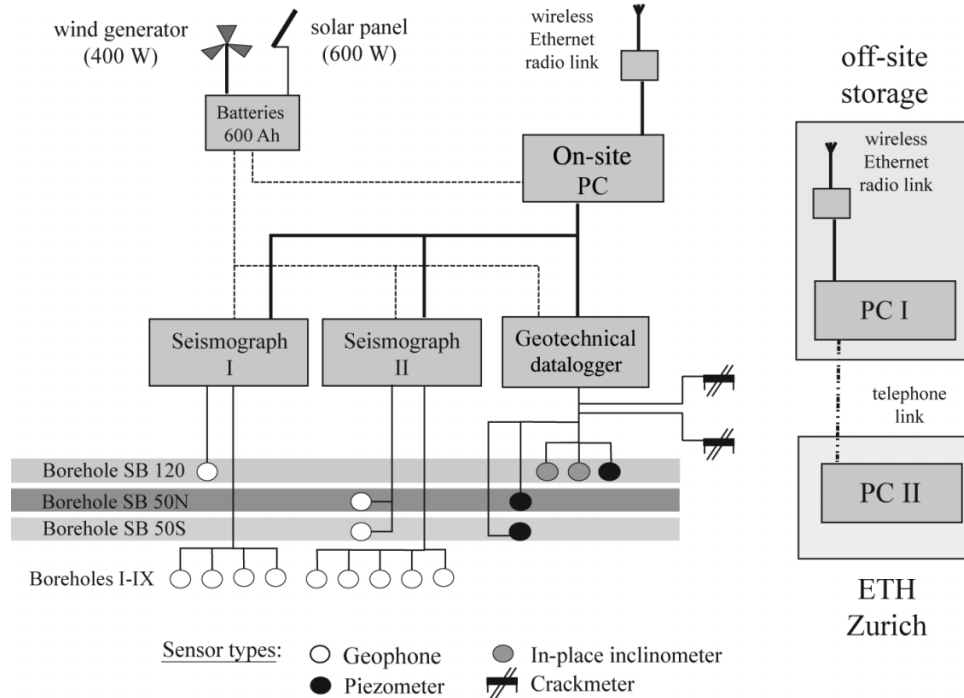 wind generator
(400 W)
solar panel
(600 W)
wireless
Ethernet
radio link
off-site
storage
Batteries
600 Ah
On-site
PC
wireless
Ethernet
radio link
PC I
Seismograph
I
Seismograph
II
Geotechnical
datalogger
telephone
link
Borehole SB 120
Borehole SB 50N
Borehole SB 50S
Boreholes I-IX
PC II
ETH
Zurich
Sensor types:
Geophone
In-place inclinometer
Piezometer
Crackmeter